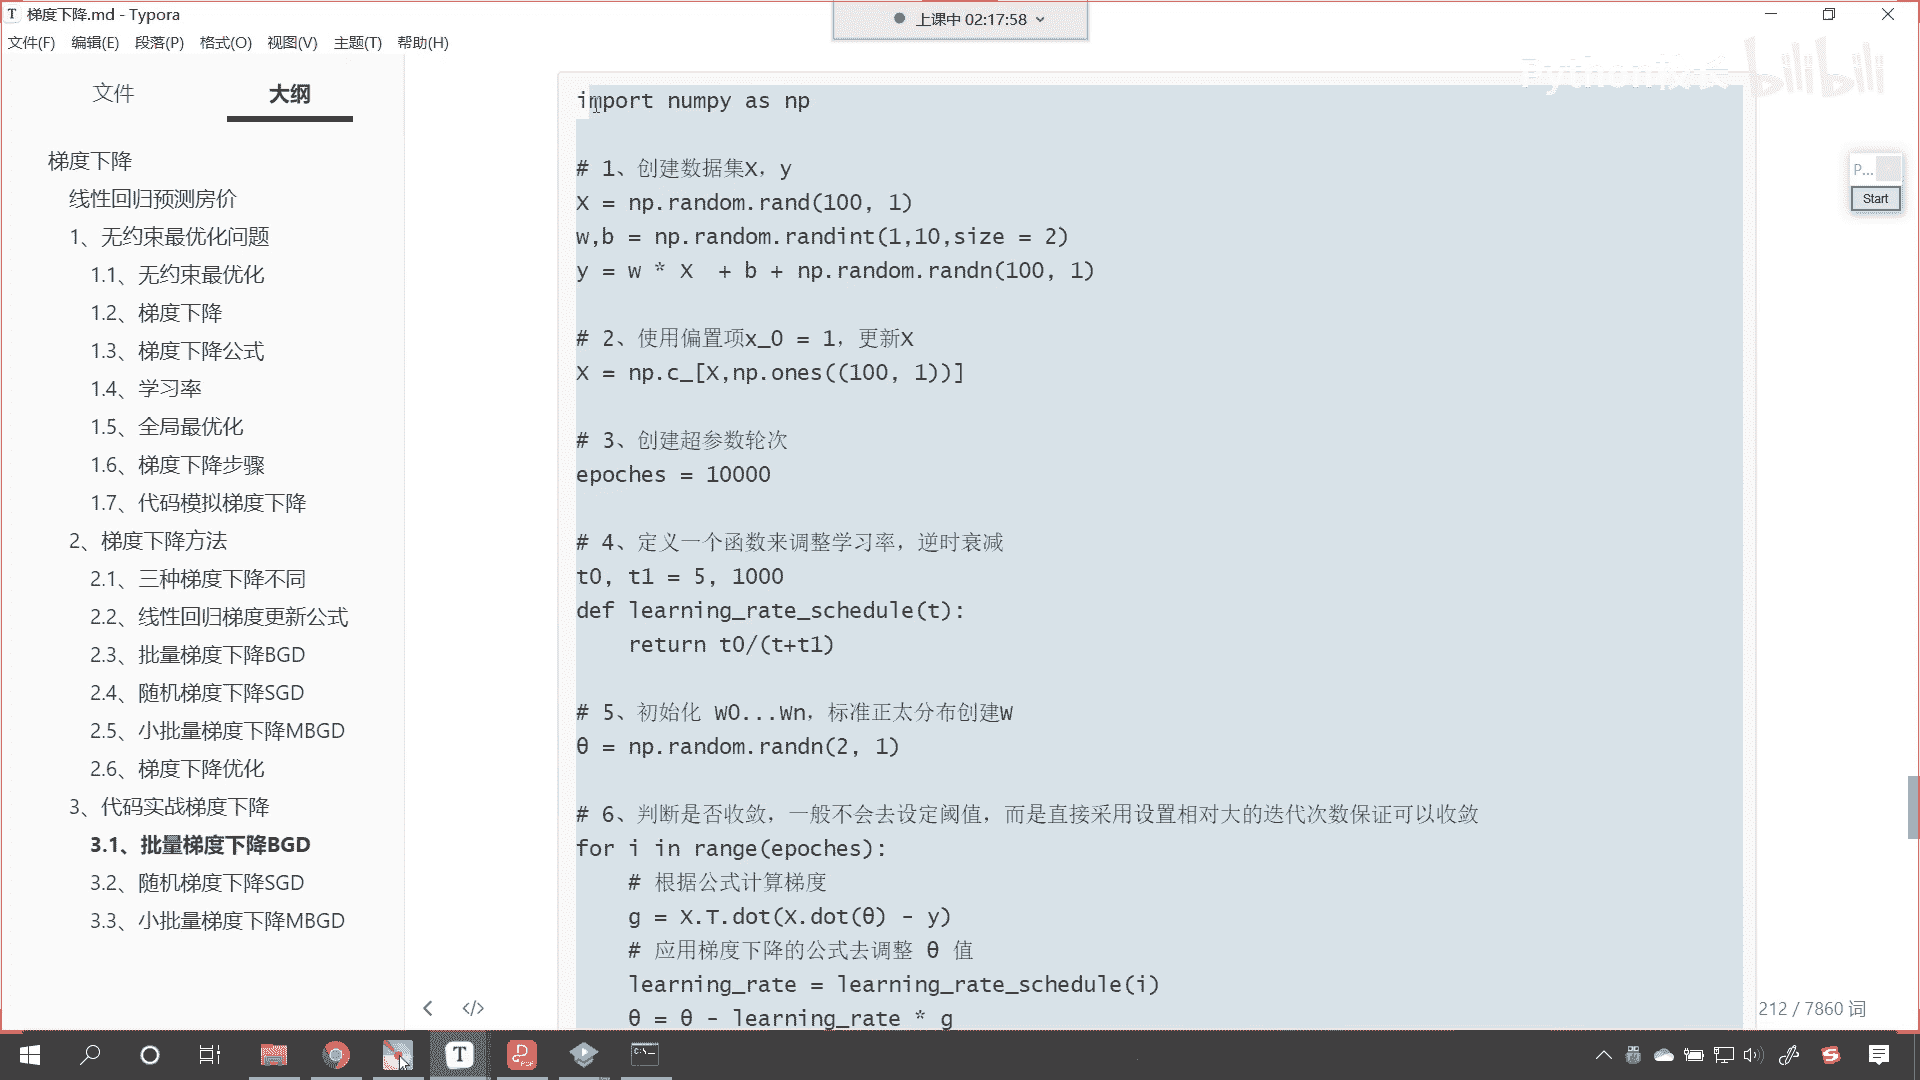 梯度下降.md - Typora
上课中 02:17:58
文件(F) 编辑(E) 段落(P) 格式(O) 视图(V) 主题(T) 帮助(H)
文件 大纲
梯度下降
线性回归预测房价
1、无约束最优化问题
1.1、无约束最优化
1.2、梯度下降
1.3、梯度下降公式
1.4、学习率
1.5、全局最优化
1.6、梯度下降步骤
1.7、代码模拟梯度下降
2、梯度下降方法
2.1、三种梯度下降不同
2.2、线性回归梯度更新公式
2.3、批量梯度下降BGD
2.4、随机梯度下降SGD
2.5、小批量梯度下降MBGD
2.6、梯度下降优化
3、代码实战梯度下降
3.1、批量梯度下降BGD
3.2、随机梯度下降SGD
3.3、小批量梯度下降MBGD
import numpy as np
# 1、创建数据集X，y
X = np.random.rand(100, 1)
w,b = np.random.randint(1,10,size = 2)
y = w * X  + b + np.random.randn(100, 1)
# 2、使用偏置项x_0 = 1，更新X
X = np.c_[X,np.ones((100, 1))]
# 3、创建超参数轮次
epoches = 10000
# 4、定义一个函数来调整学习率，逆时衰减
t0, t1 = 5, 1000
def learning_rate_schedule(t):
    return t0/(t+t1)
# 5、初始化 W0...Wn，标准正太分布创建W
θ = np.random.randn(2, 1)
# 6、判断是否收敛，一般不会去设定阈值，而是直接采用设置相对大的迭代次数保证可以收敛
for i in range(epoches):
    # 根据公式计算梯度
    g = X.T.dot(X.dot(θ) - y)
    # 应用梯度下降的公式去调整 θ 值
    learning_rate = learning_rate_schedule(i)
    θ = θ - learning_rate * g
bilibili
P...
Start
212 / 7860 词